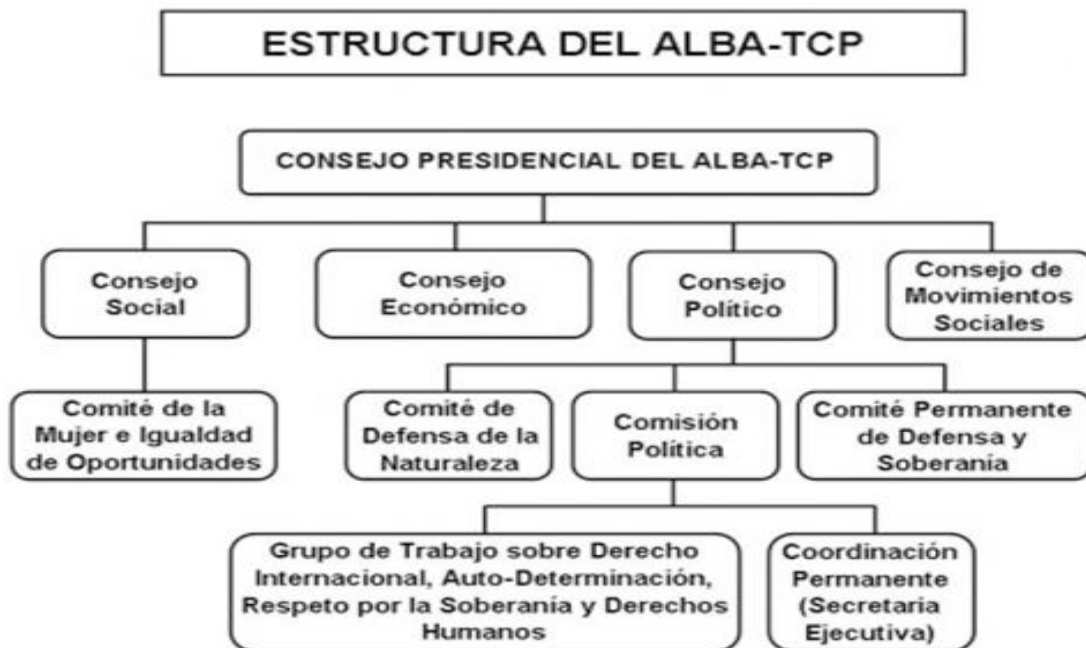 ESTRUCTURA DEL ALBA-TCP
CONSEJO PRESIDENCIAL DEL ALBA-TCP
Consejo
Social
Consejo
Económico
Consejo
Político
Consejo de
Movimientos
Sociales
Comité de la
Mujer e Igualdad
de Oportunidades
Comité de
Defensa de la
Naturaleza
Comisión
Política
Comité Permanente
de Defensa y
Soberanía
Grupo de Trabajo sobre Derecho
Internacional, Auto-Determinación,
Respeto por la Soberanía y Derechos
Humanos
Coordinación
Permanente
(Secretaria
Ejecutiva)